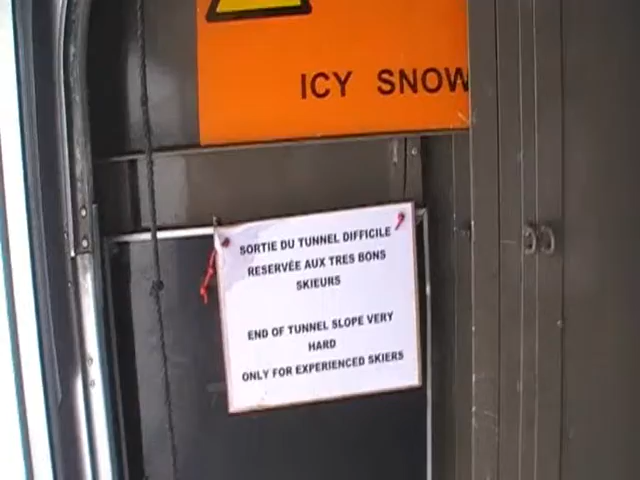 ICY SNOW
SORTIE DU TUNNEL DIFFICILE
RESERVÉE AUX TRES BONS
SKIEURS
END OF TUNNEL SLOPE VERY
HARD
ONLY FOR EXPERIENCED SKIERS